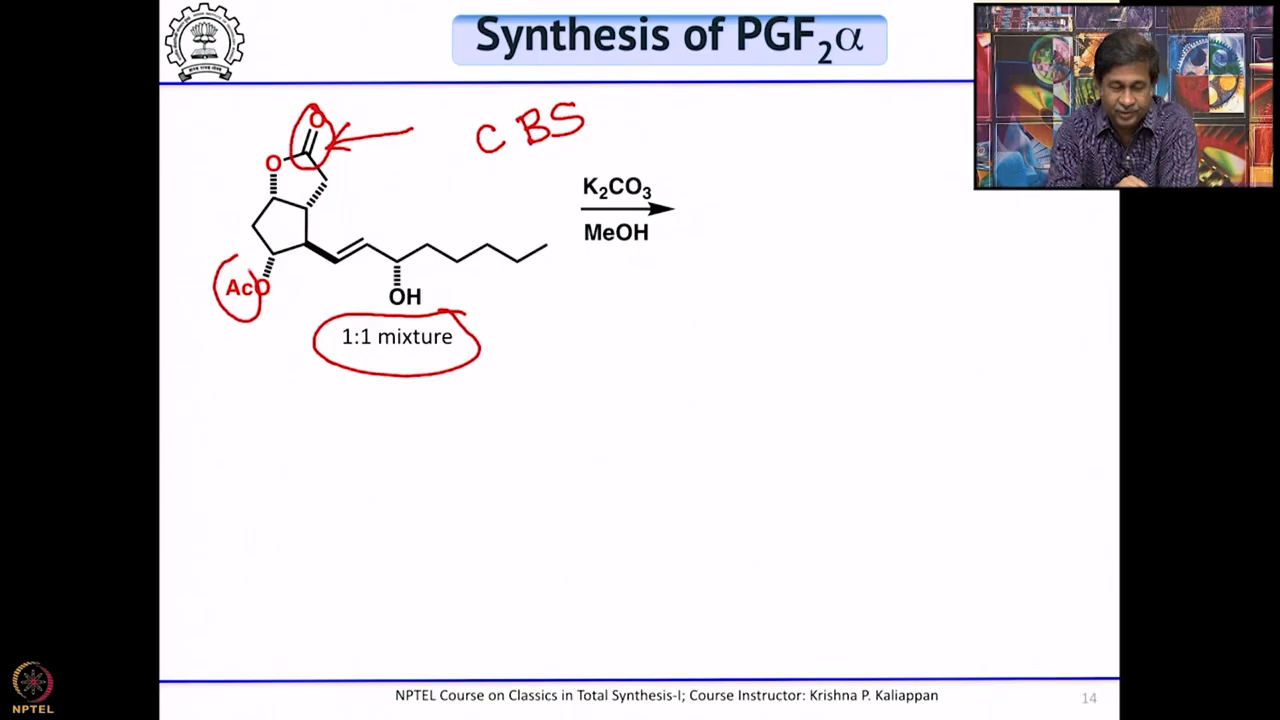 Synthesis of PGF₂α
CBS
O
O
AcO
OH
1:1 mixture
K₂CO₃
MeOH
NPTEL Course on Classics in Total Synthesis-I; Course Instructor: Krishna P. Kaliappan
14
NPTEL